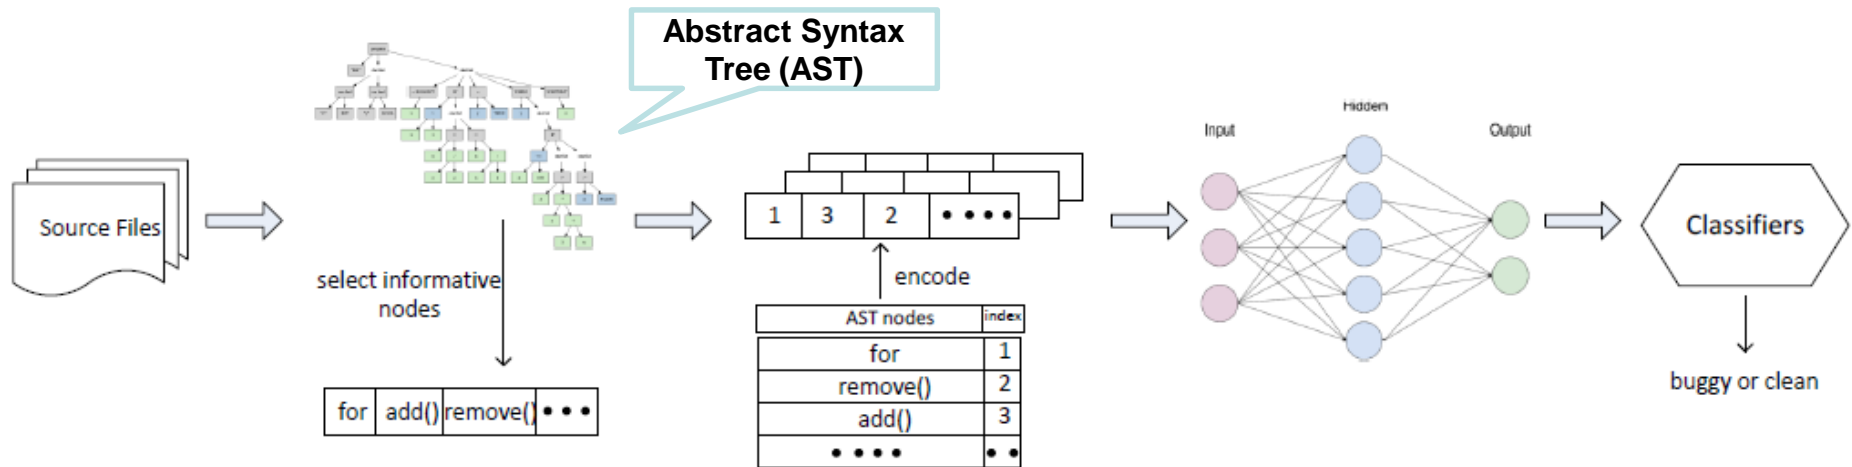 Abstract Syntax
Tree (AST)
Hidden
Input
Output
Source Files
1 3 2 • • • •
Classifiers
select informative
nodes
encode
AST nodes index
for 1
remove() 2
add() 3
• • • • • •
for add() remove() • • •
buggy or clean